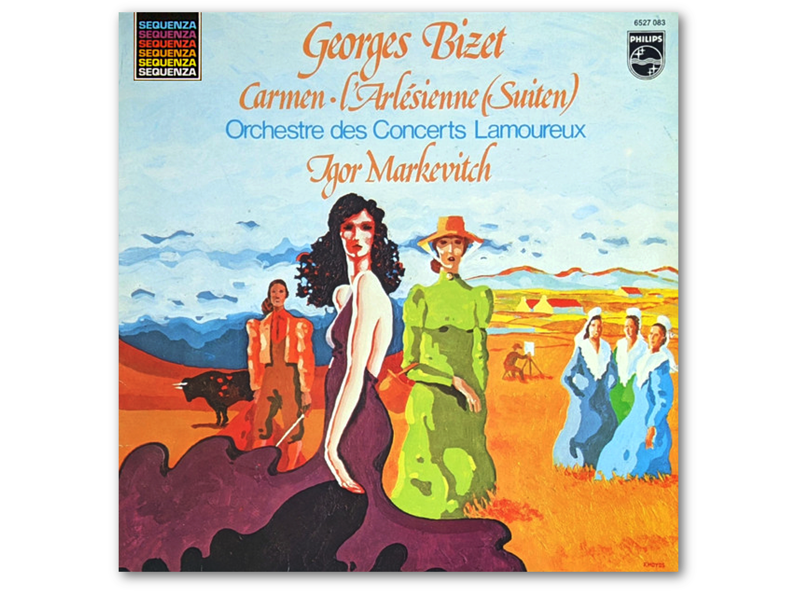 SEQUENZA
SEQUENZA
SEQUENZA
SEQUENZA
SEQUENZA
SEQUENZA
6527 083
PHILIPS
Georges Bizet
Carmen · l'Arlésienne (Suiten)
Orchestre des Concerts Lamoureux
Igor Markevitch